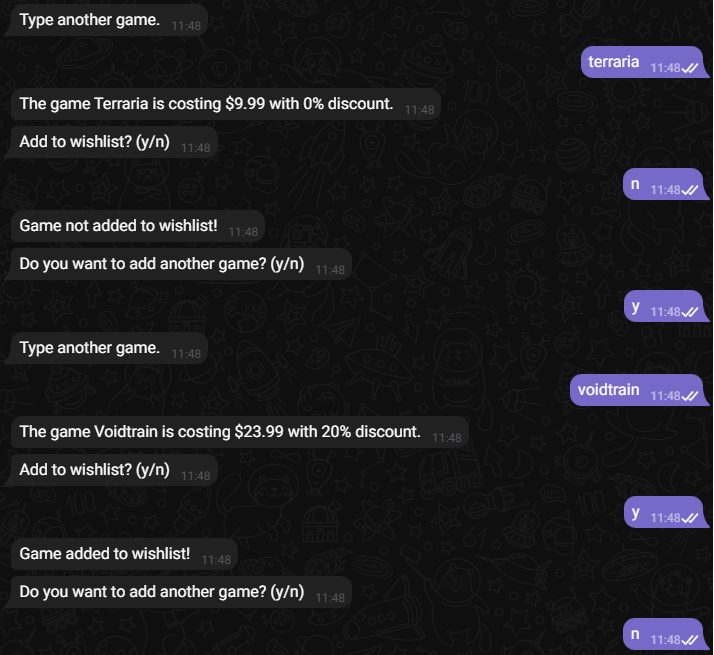 Type another game. 11:48
terraria 11:48
The game Terraria is costing $9.99 with 0% discount. 11:48
Add to wishlist? (y/n) 11:48
n 11:48
Game not added to wishlist! 11:48
Do you want to add another game? (y/n) 11:48
y 11:48
Type another game. 11:48
voidtrain 11:48
The game Voidtrain is costing $23.99 with 20% discount. 11:48
Add to wishlist? (y/n) 11:48
y 11:48
Game added to wishlist! 11:48
Do you want to add another game? (y/n) 11:48
n 11:48